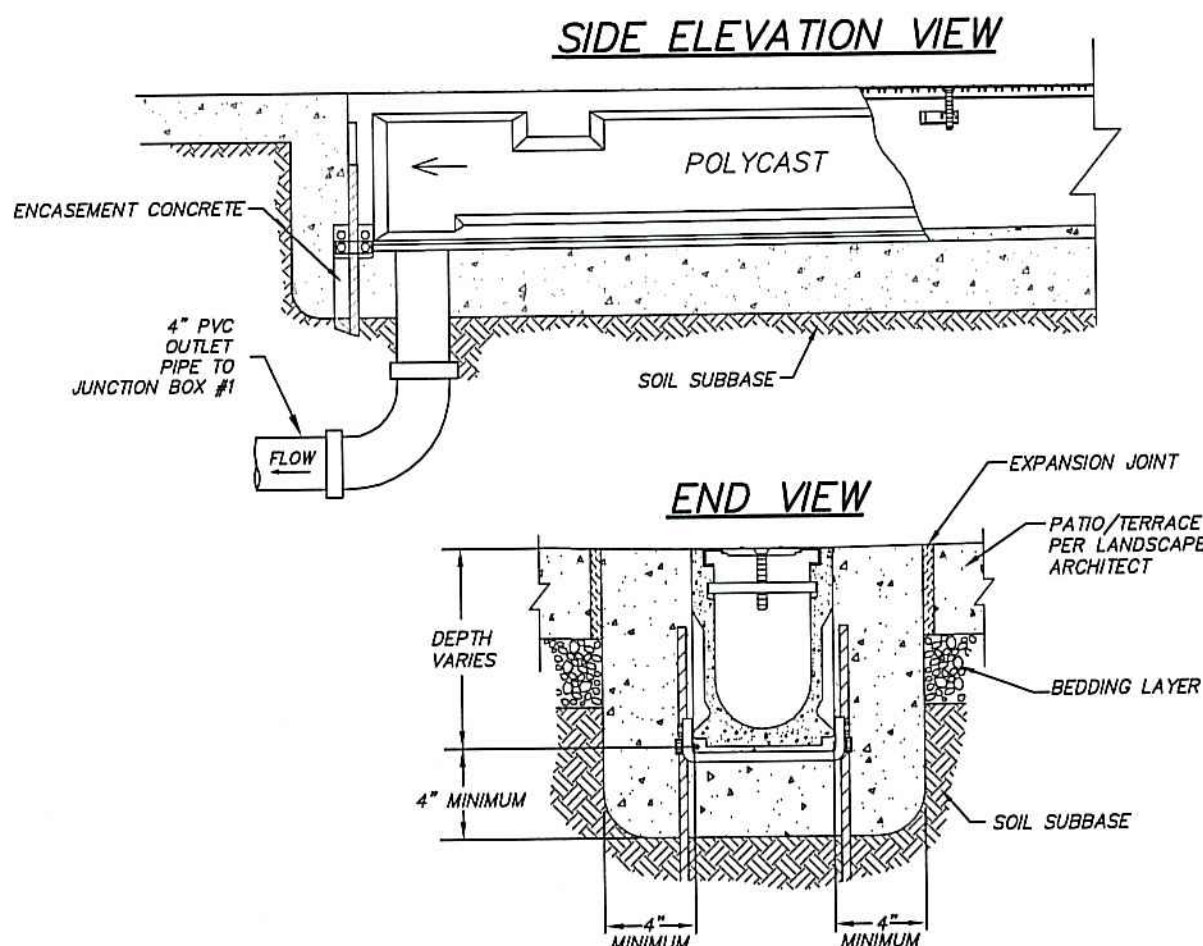 SIDE ELEVATION VIEW
POLYCAST
ENCASEMENT CONCRETE
4" PVC
OUTLET
PIPE TO
JUNCTION BOX #1
SOIL SUBBASE
FLOW
END VIEW
EXPANSION JOINT
PATIO/TERRACE
PER LANDSCAPE
ARCHITECT
DEPTH
VARIES
BEDDING LAYER
4" MINIMUM
SOIL SUBBASE
4"
MINIMUM
4"
MINIMUM